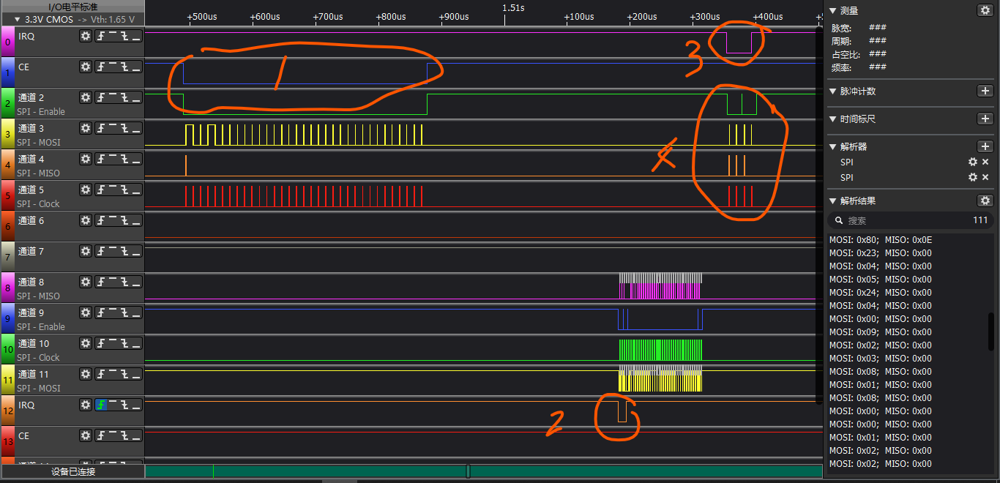 I/O电平标准
3.3V CMOS -> Vth: 1.65 V
+500us
+600us
+700us
+800us
+900us
1.51s
+100us
+200us
+300us
+400us
0
IRQ
1
CE
2
通道 2
SPI - Enable
3
通道 3
SPI - MOSI
4
通道 4
SPI - MISO
5
通道 5
SPI - Clock
6
通道 6
7
通道 7
8
通道 8
SPI - MISO
9
通道 9
SPI - Enable
10
通道 10
SPI - Clock
11
通道 11
SPI - MOSI
12
IRQ
13
CE
设备已连接
1
2
3
4
测量
脉宽: ###
周期: ###
占空比: ###
频率: ###
脉冲计数
时间标尺
解析器
SPI
SPI
解析结果
搜索 111
MOSI: 0x80; MISO: 0x0E
MOSI: 0x23; MISO: 0x00
MOSI: 0x04; MISO: 0x00
MOSI: 0x05; MISO: 0x00
MOSI: 0x24; MISO: 0x00
MOSI: 0x04; MISO: 0x00
MOSI: 0x00; MISO: 0x00
MOSI: 0x09; MISO: 0x00
MOSI: 0x02; MISO: 0x00
MOSI: 0x03; MISO: 0x00
MOSI: 0x08; MISO: 0x00
MOSI: 0x01; MISO: 0x00
MOSI: 0x08; MISO: 0x00
MOSI: 0x00; MISO: 0x00
MOSI: 0x00; MISO: 0x00
MOSI: 0x01; MISO: 0x00
MOSI: 0x02; MISO: 0x00
MOSI: 0x02; MISO: 0x00